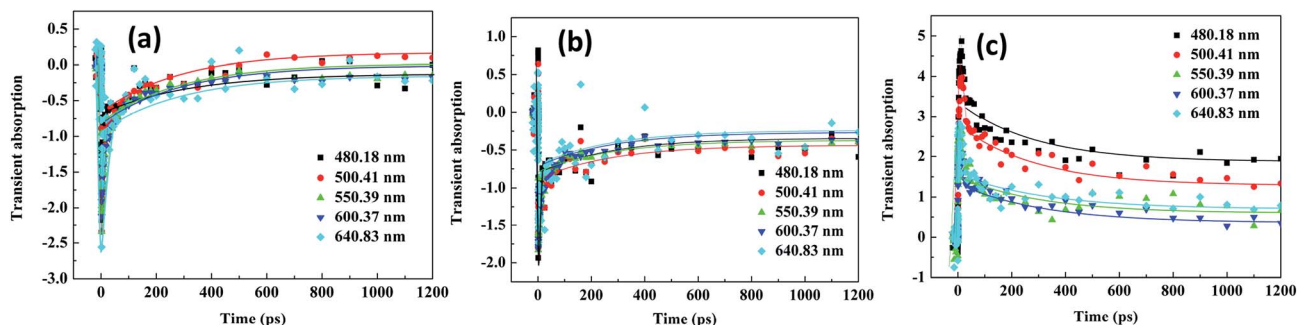 (a)
Transient absorption
0.5
0.0
-0.5
-1.0
-1.5
-2.0
-2.5
-3.0
480.18 nm
500.41 nm
550.39 nm
600.37 nm
640.83 nm
0 200 400 600 800 1000 1200
Time (ps)
(b)
Transient absorption
1.0
0.5
0.0
-0.5
-1.0
-1.5
-2.0
480.18 nm
500.41 nm
550.39 nm
600.37 nm
640.83 nm
0 200 400 600 800 1000 1200
Time (ps)
(c)
Transient absorption
5
4
3
2
1
0
-1
480.18 nm
500.41 nm
550.39 nm
600.37 nm
640.83 nm
0 200 400 600 800 1000 1200
Time (ps)